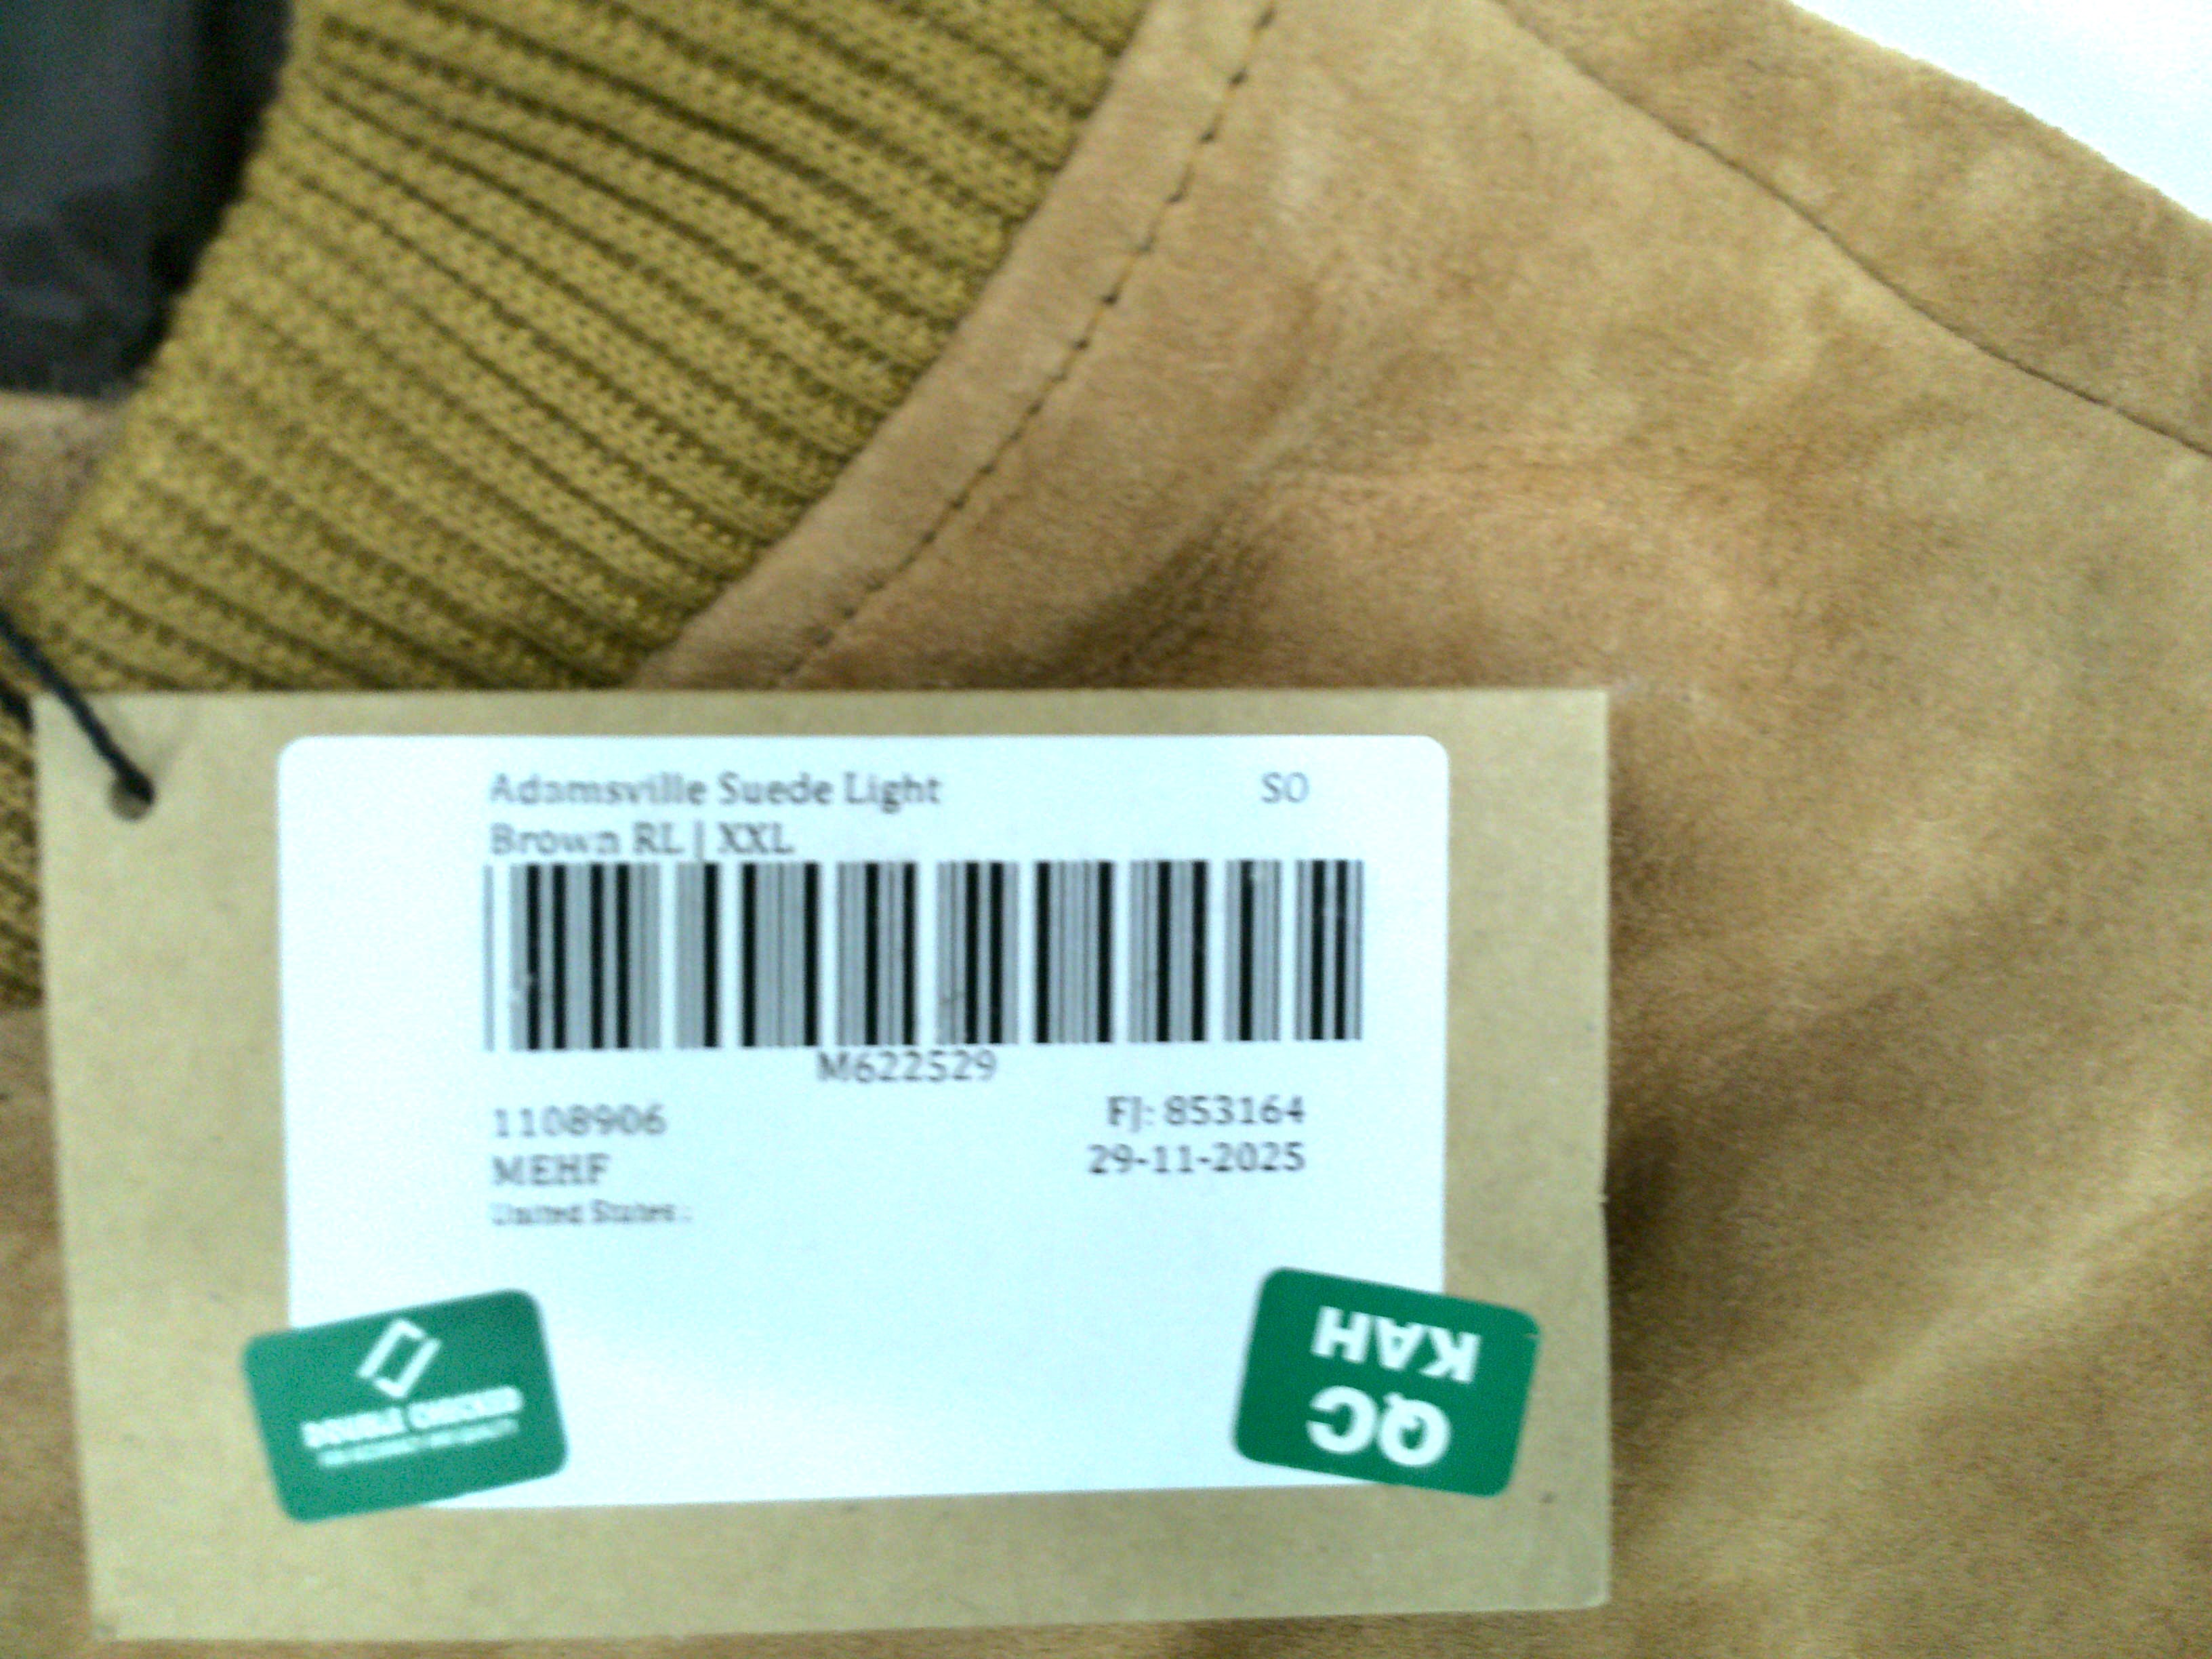 Adamsville Suede Light SO
Brown RL | XXL
M622529
1108906 FJ: 853164
MEHF 29-11-2025
United States :
DOUBLE CHECKED
QC
KAH